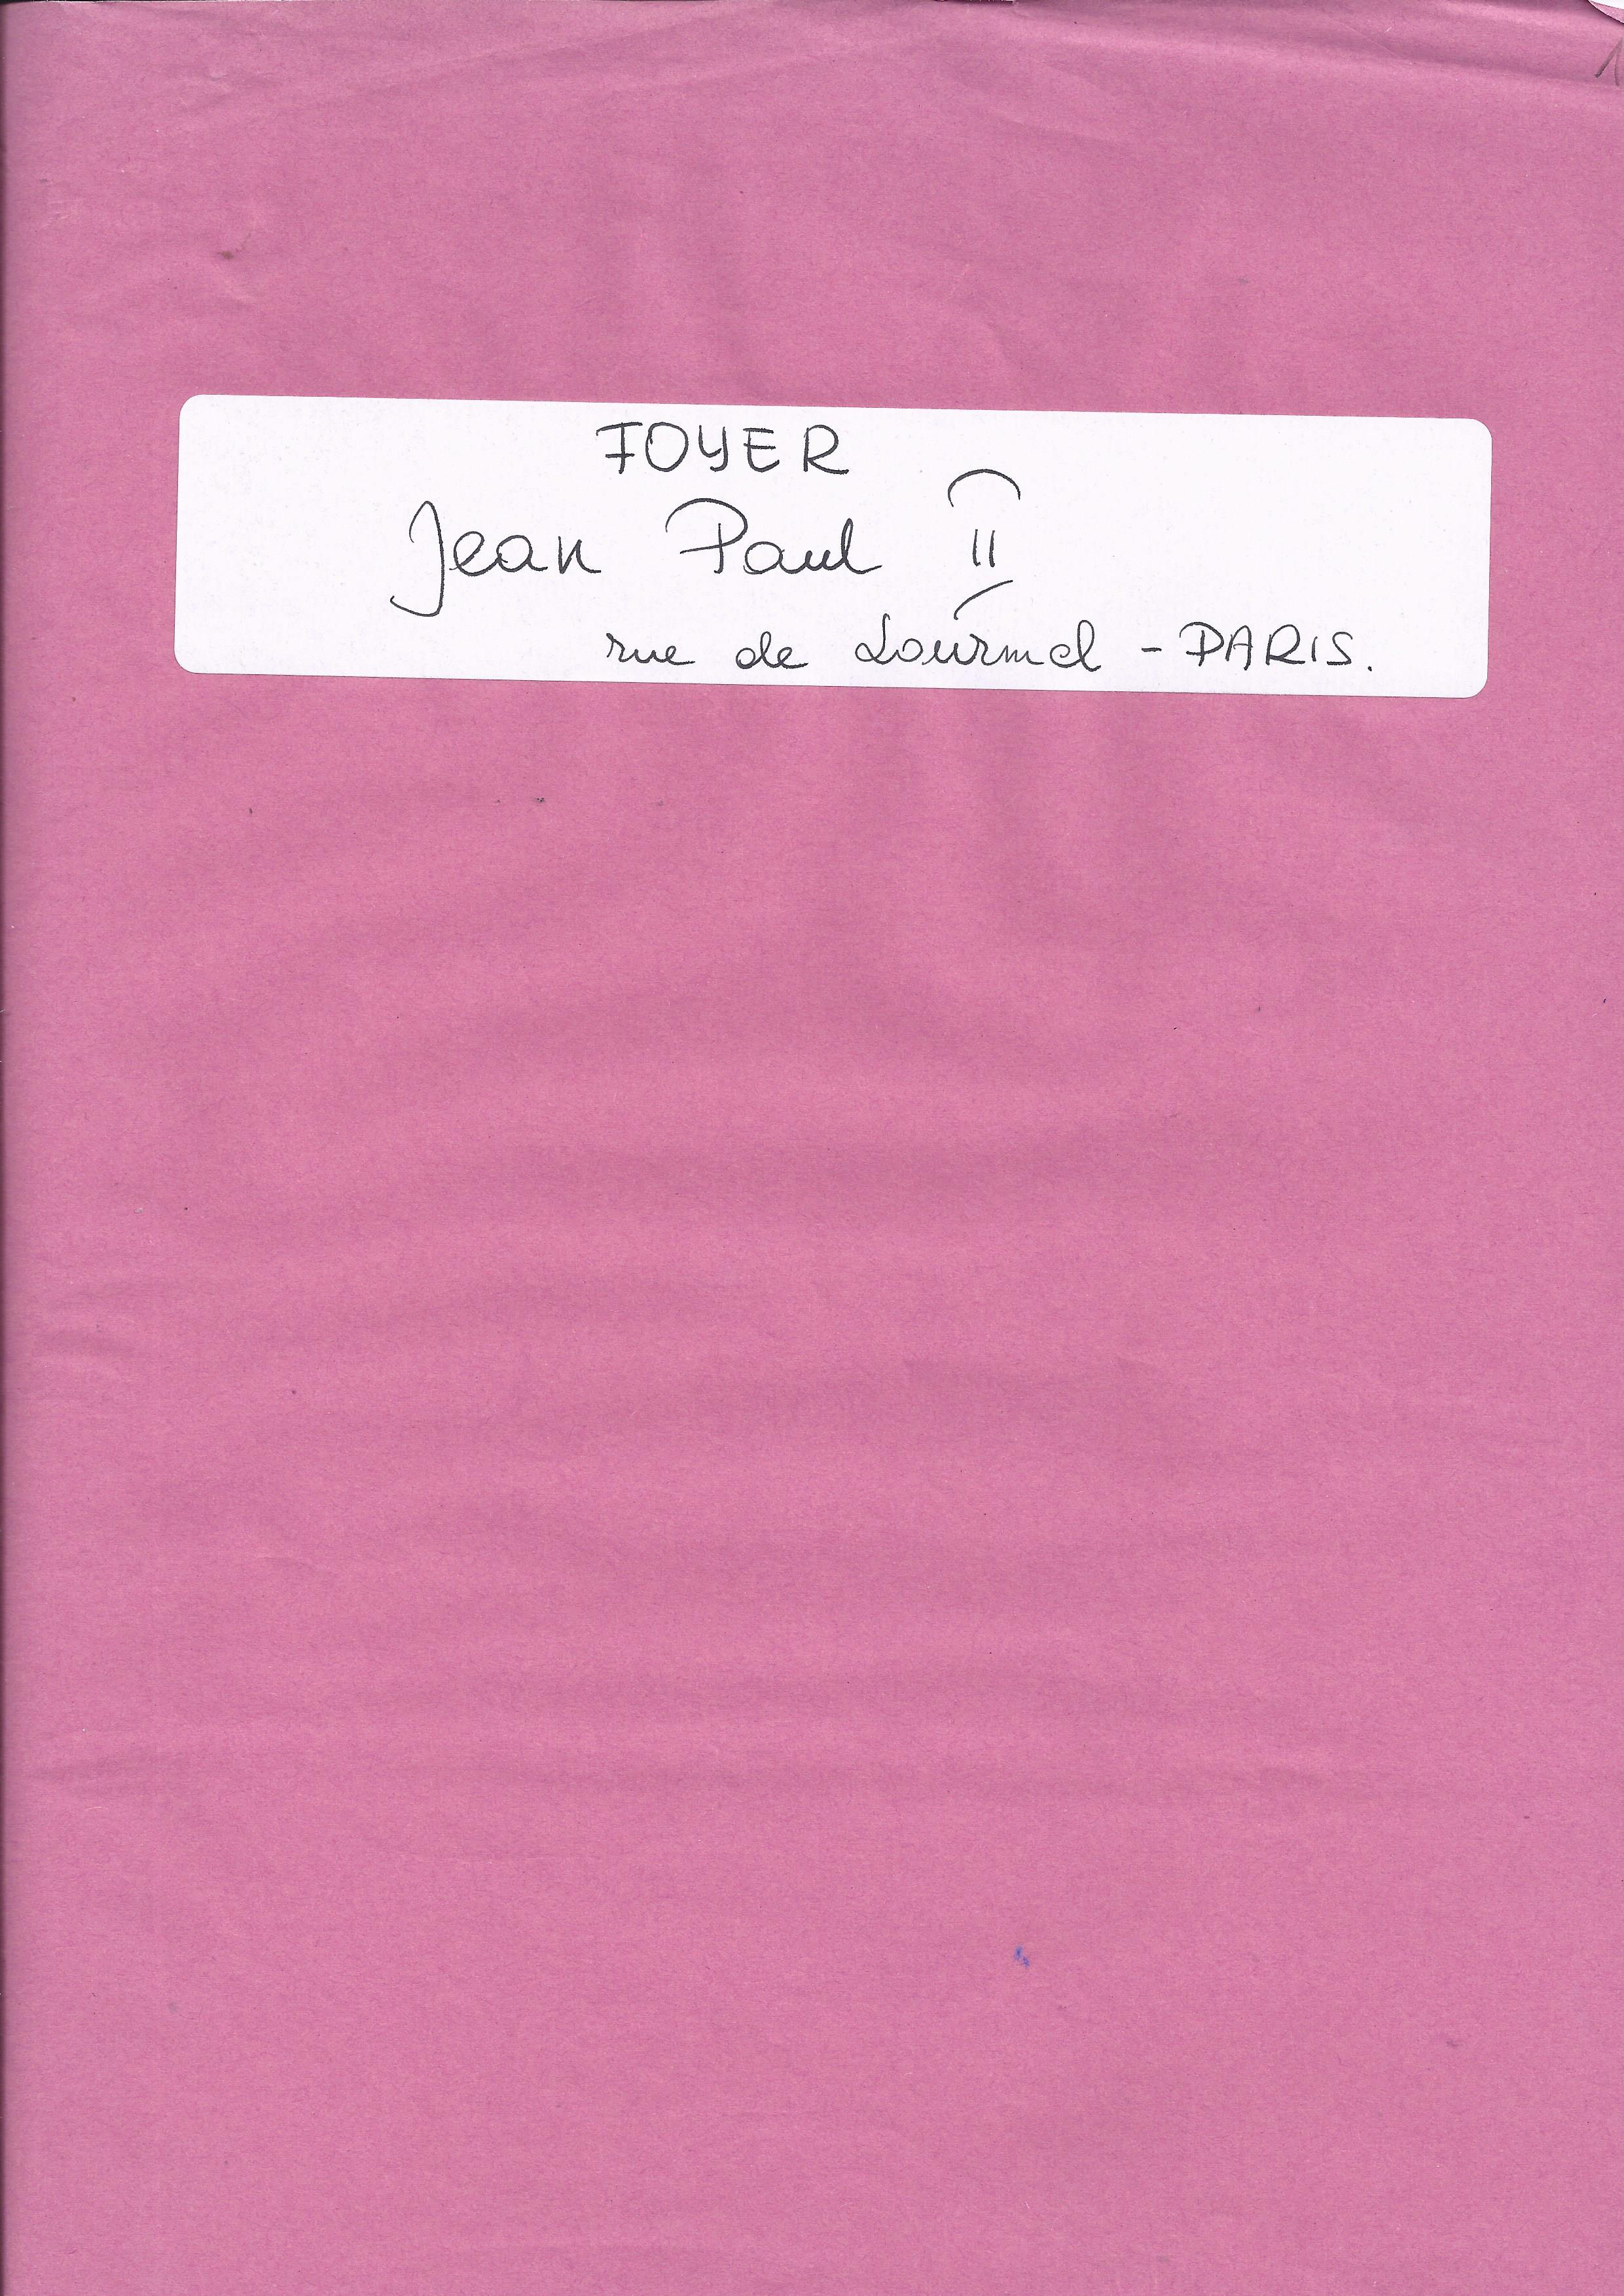 FOYER
Jean Paul II
rue de Lourmel - PARIS.